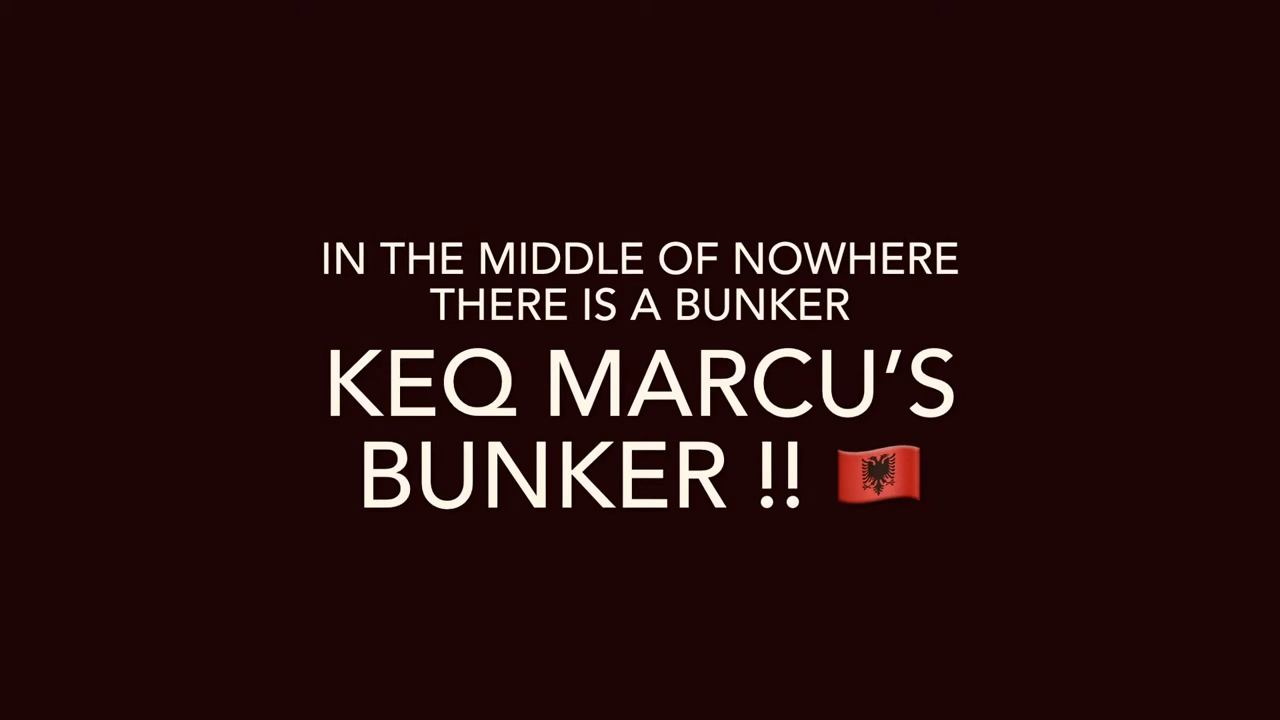 IN THE MIDDLE OF NOWHERE
THERE IS A BUNKER
KEQ MARCU’S
BUNKER !! 🇦🇱